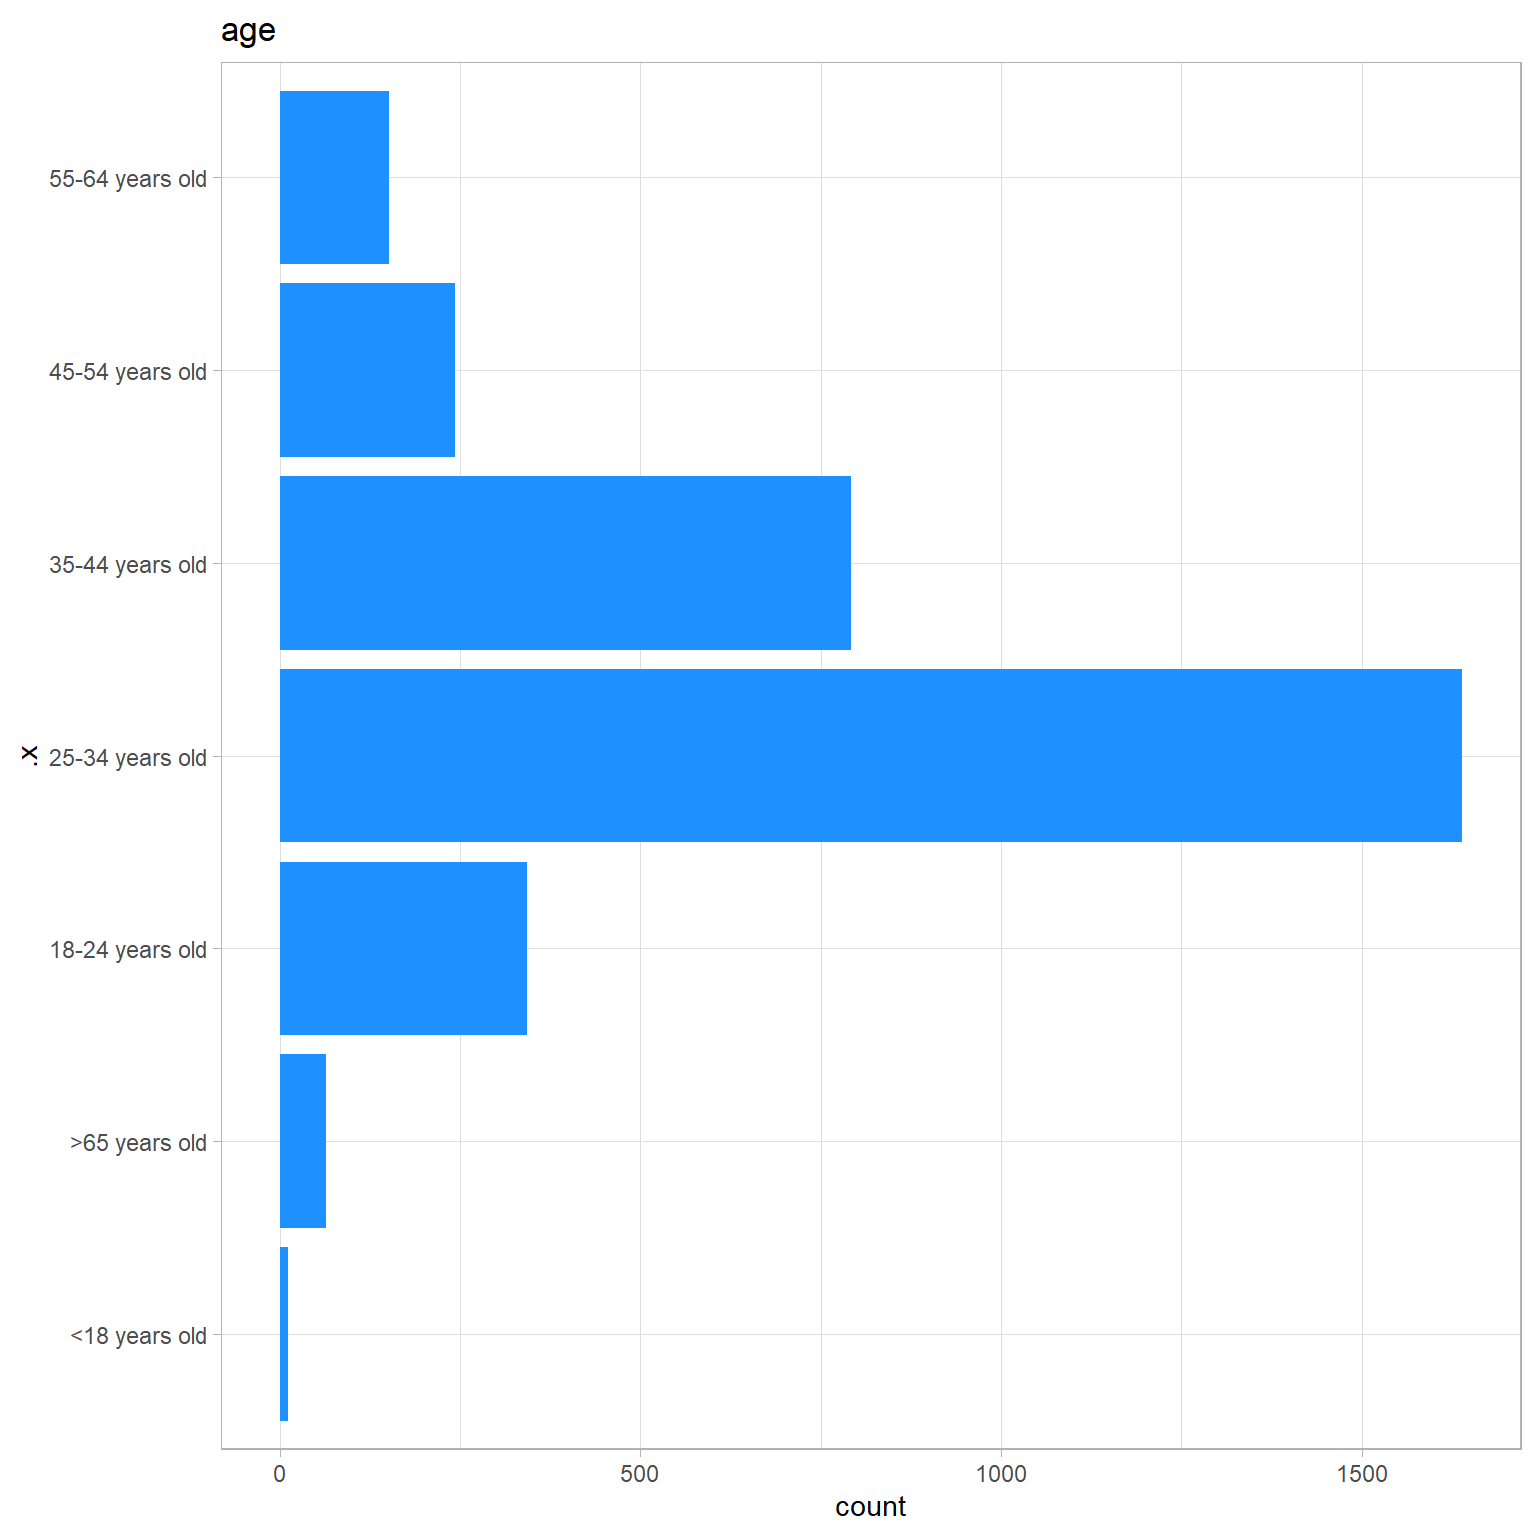 age
55-64 years old
45-54 years old
35-44 years old
25-34 years old
18-24 years old
>65 years old
<18 years old
.x
0 500 1000 1500
count